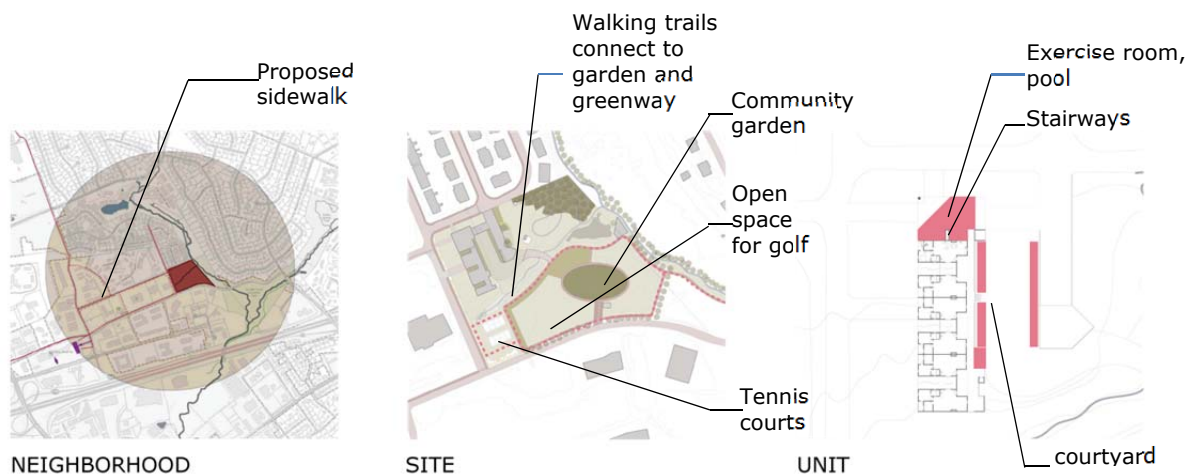 Proposed
sidewalk
Walking trails
connect to
garden and
greenway
Community
garden
Open
space
for golf
Tennis
courts
Exercise room,
pool
Stairways
courtyard
NEIGHBORHOOD
SITE
UNIT